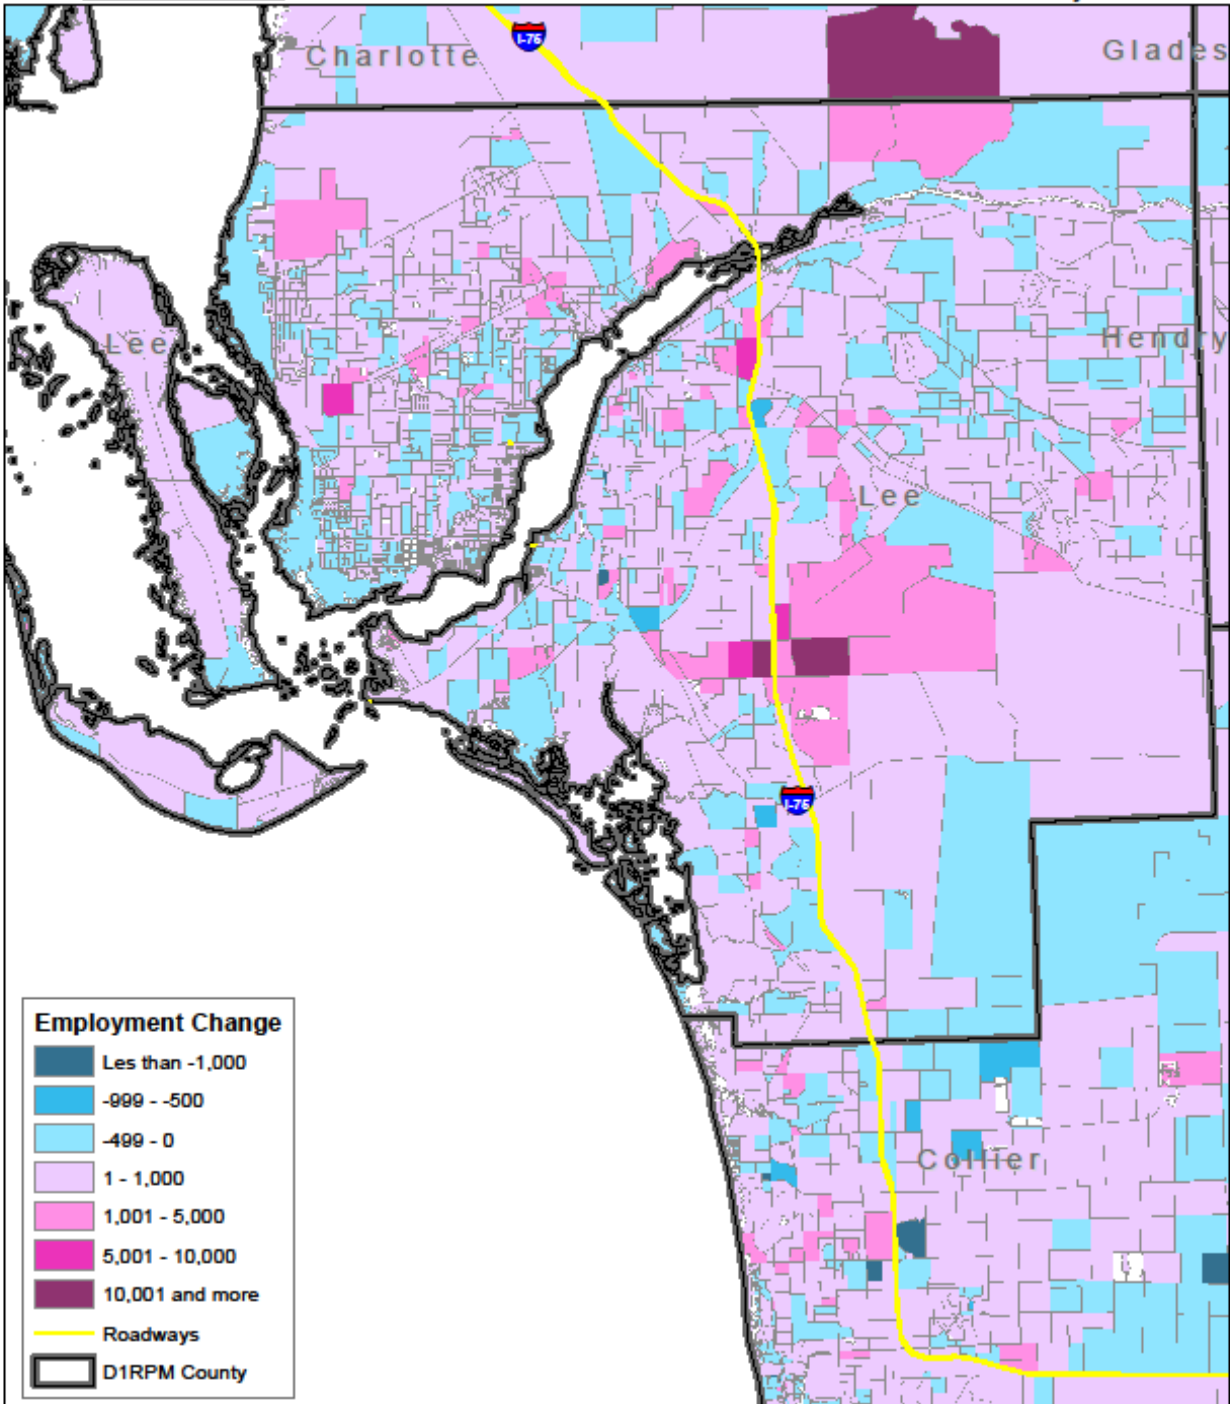 I-75
Charlotte
Glades
Lee
Hendry
Lee
I-75
Collier
Employment Change
Les than -1,000
-999 - -500
-499 - 0
1 - 1,000
1,001 - 5,000
5,001 - 10,000
10,001 and more
Roadways
D1RPM County